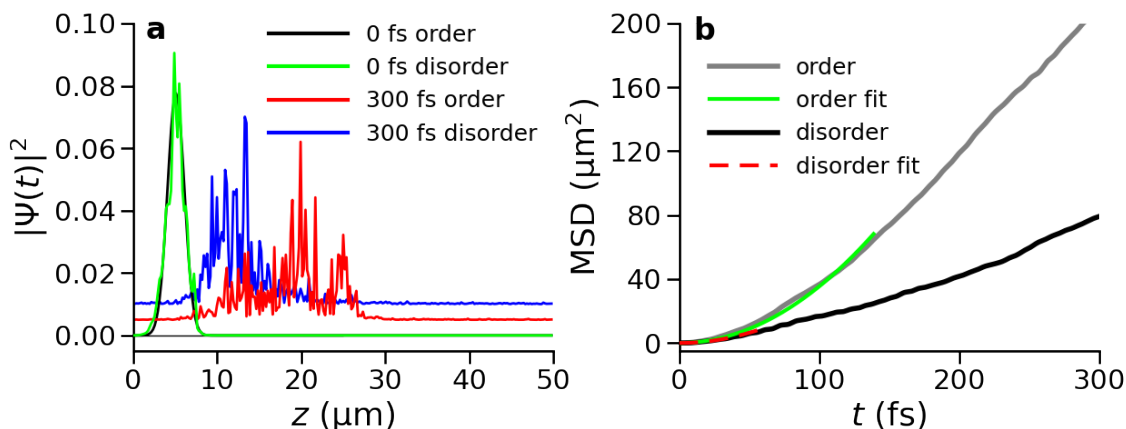 a
0 fs order
0 fs disorder
300 fs order
300 fs disorder
|Ψ(t)|²
0.10
0.08
0.06
0.04
0.02
0.00
0 10 20 30 40 50
z (μm)
b
order
order fit
disorder
disorder fit
MSD (μm²)
200
160
120
80
40
0
0 100 200 300
t (fs)